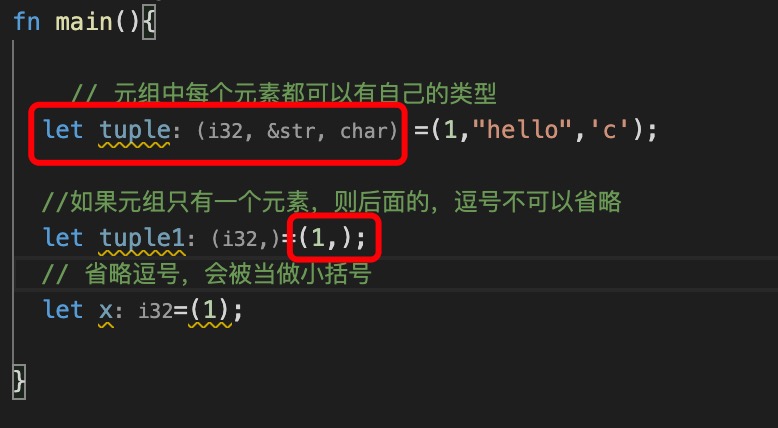 fn main(){
// 元组中每个元素都可以有自己的类型
let tuple: (i32, &str, char) =(1,"hello",'c');
//如果元组只有一个元素，则后面的，逗号不可以省略
let tuple1: (i32,)=(1,);
// 省略逗号，会被当做小括号
let x: i32=(1);
}